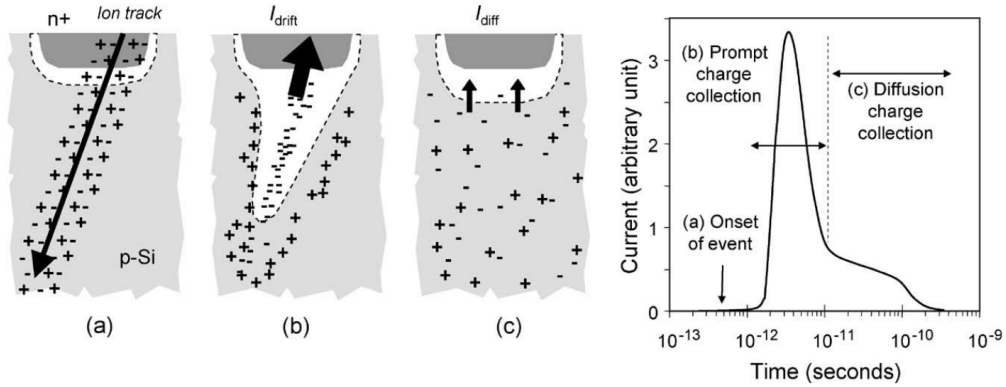 n+
Ion track
p-Si
(a)
I_drift
(b)
I_diff
(c)
Current (arbitrary unit)
3
2
1
0
(b) Prompt
charge
collection
(c) Diffusion
charge
collection
(a) Onset
of event
10^-13
10^-12
10^-11
10^-10
10^-9
Time (seconds)